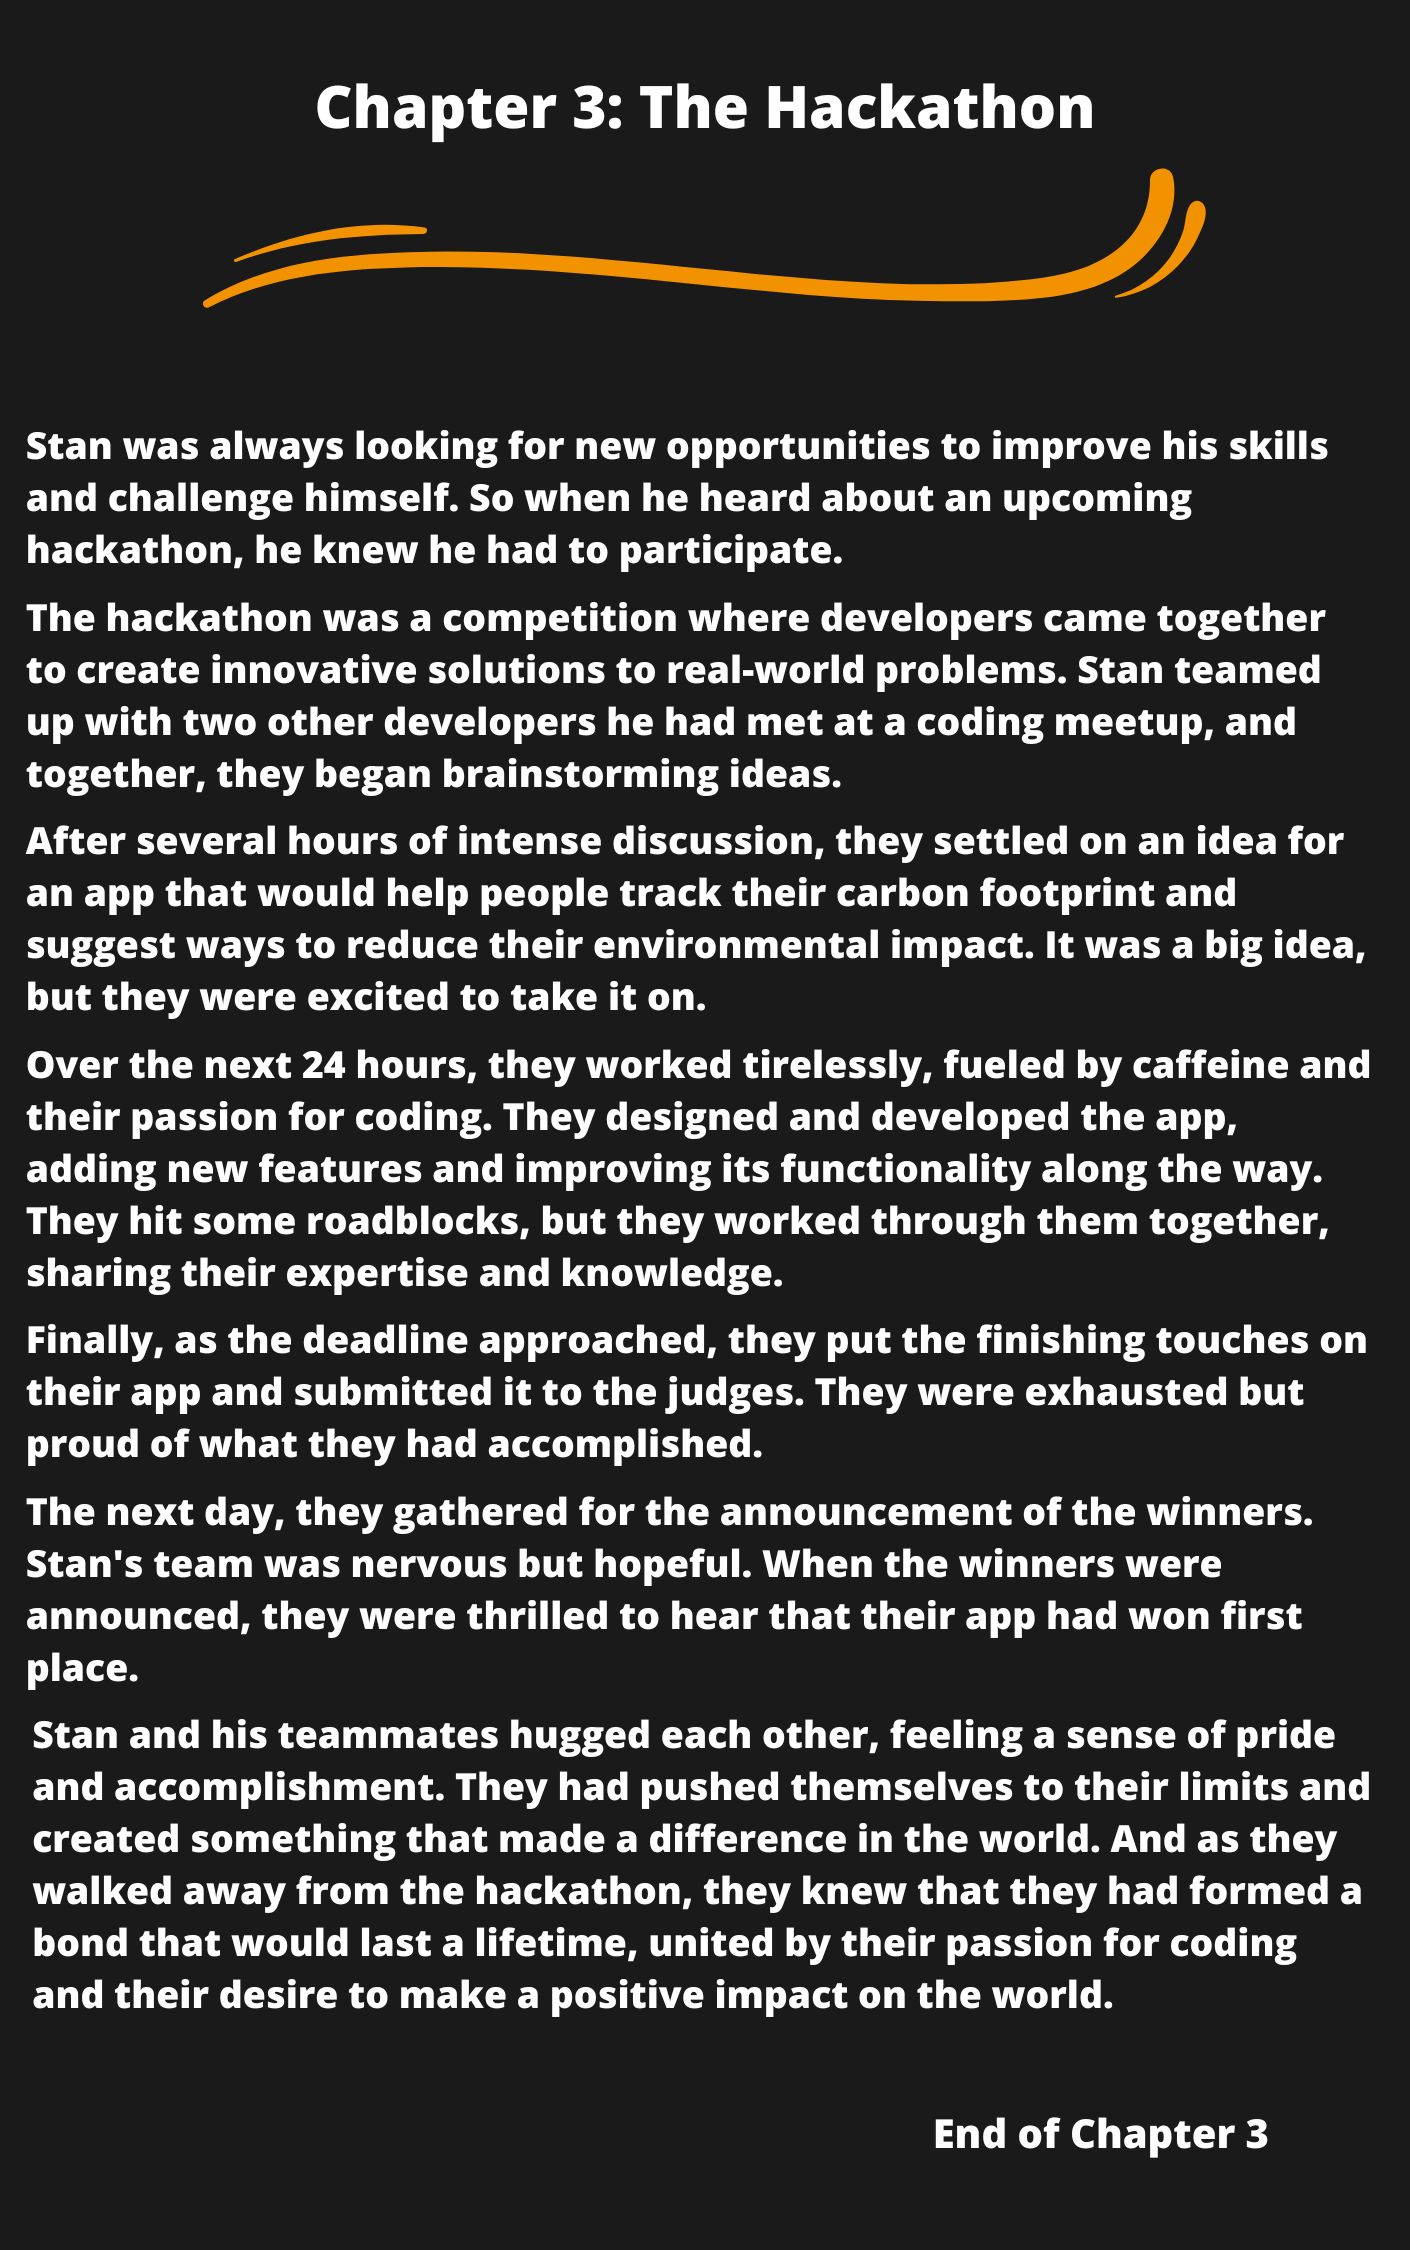 Chapter 3: The Hackathon
Stan was always looking for new opportunities to improve his skills
and challenge himself. So when he heard about an upcoming
hackathon, he knew he had to participate.
The hackathon was a competition where developers came together
to create innovative solutions to real-world problems. Stan teamed
up with two other developers he had met at a coding meetup, and
together, they began brainstorming ideas.
After several hours of intense discussion, they settled on an idea for
an app that would help people track their carbon footprint and
suggest ways to reduce their environmental impact. It was a big idea,
but they were excited to take it on.
Over the next 24 hours, they worked tirelessly, fueled by caffeine and
their passion for coding. They designed and developed the app,
adding new features and improving its functionality along the way.
They hit some roadblocks, but they worked through them together,
sharing their expertise and knowledge.
Finally, as the deadline approached, they put the finishing touches on
their app and submitted it to the judges. They were exhausted but
proud of what they had accomplished.
The next day, they gathered for the announcement of the winners.
Stan's team was nervous but hopeful. When the winners were
announced, they were thrilled to hear that their app had won first
place.
Stan and his teammates hugged each other, feeling a sense of pride
and accomplishment. They had pushed themselves to their limits and
created something that made a difference in the world. And as they
walked away from the hackathon, they knew that they had formed a
bond that would last a lifetime, united by their passion for coding
and their desire to make a positive impact on the world.
End of Chapter 3